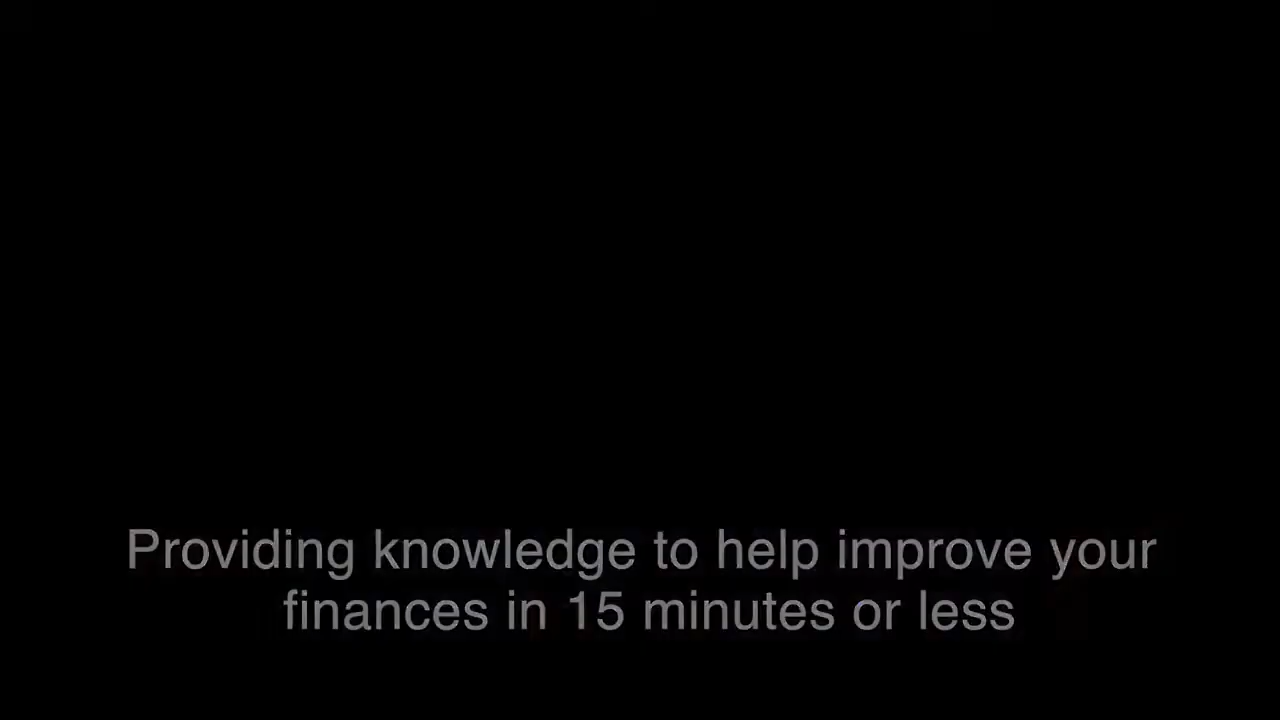 Providing knowledge to help improve your
finances in 15 minutes or less